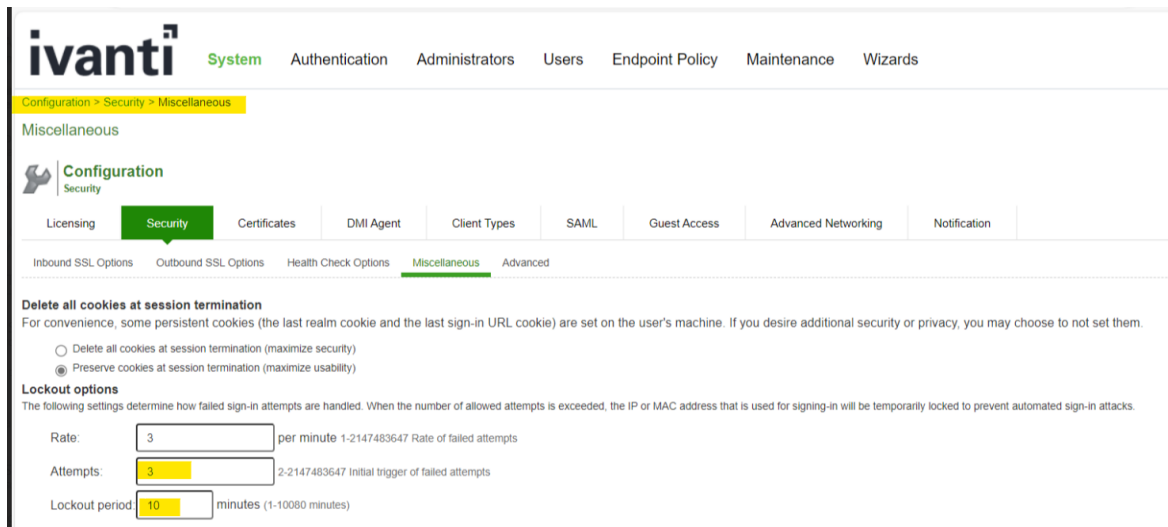 ivanti
System Authentication Administrators Users Endpoint Policy Maintenance Wizards
Configuration > Security > Miscellaneous
Miscellaneous
Configuration
Security
Licensing Security Certificates DMI Agent Client Types SAML Guest Access Advanced Networking Notification
Inbound SSL Options Outbound SSL Options Health Check Options Miscellaneous Advanced
Delete all cookies at session termination
For convenience, some persistent cookies (the last realm cookie and the last sign-in URL cookie) are set on the user's machine. If you desire additional security or privacy, you may choose to not set them.
Delete all cookies at session termination (maximize security)
Preserve cookies at session termination (maximize usability)
Lockout options
The following settings determine how failed sign-in attempts are handled. When the number of allowed attempts is exceeded, the IP or MAC address that is used for signing-in will be temporarily locked to prevent automated sign-in attacks.
Rate: 3 per minute 1-2147483647 Rate of failed attempts
Attempts: 3 2-2147483647 Initial trigger of failed attempts
Lockout period: 10 minutes (1-10080 minutes)